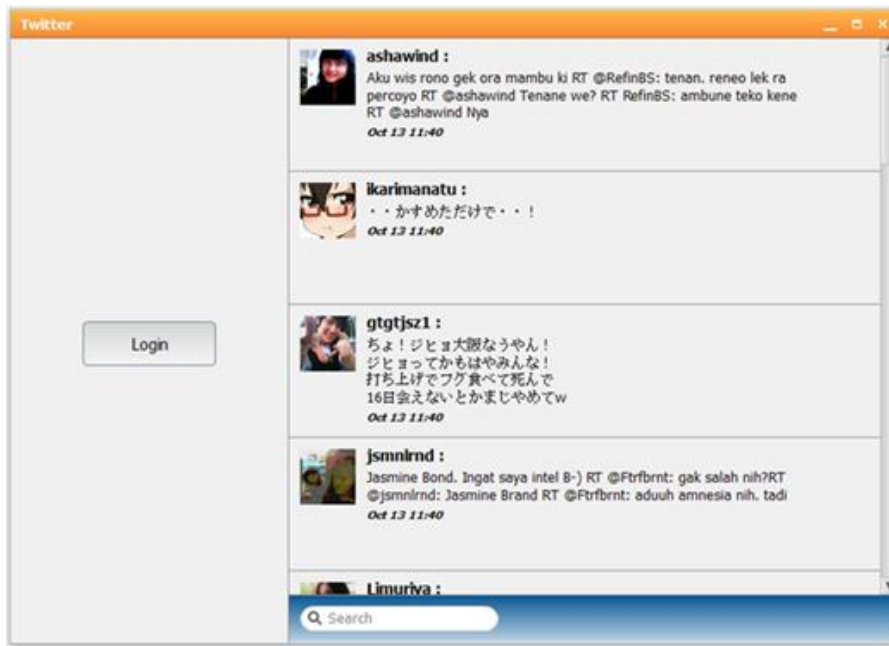 Twitter
ashawind :
Aku wis rono gek ora mambu ki RT @RefinBS: tenan. reneo lek ra
percoyo RT @ashawind Tenane we? RT RefinBS: ambune teko kene
RT @ashawind Nya
Oct 13 11:40
ikarimanatu :
・・かすめただけで・・！
Oct 13 11:40
Login
gtgtjsz1 :
ちょ！ジヒョ大阪なうやん！
ジヒョってかもはやみんな！
打ち上げでフグ食べて死んで
16日会えないとかまじやめてw
Oct 13 11:40
jsmnlrnd :
Jasmine Bond. Ingat saya intel B-) RT @Ftrfbrnt: gak salah nih?RT
@jsmnlrnd: Jasmine Brand RT @Ftrfbrnt: aduuh amnesia nih. tadi
Oct 13 11:40
Limuriya :
Search